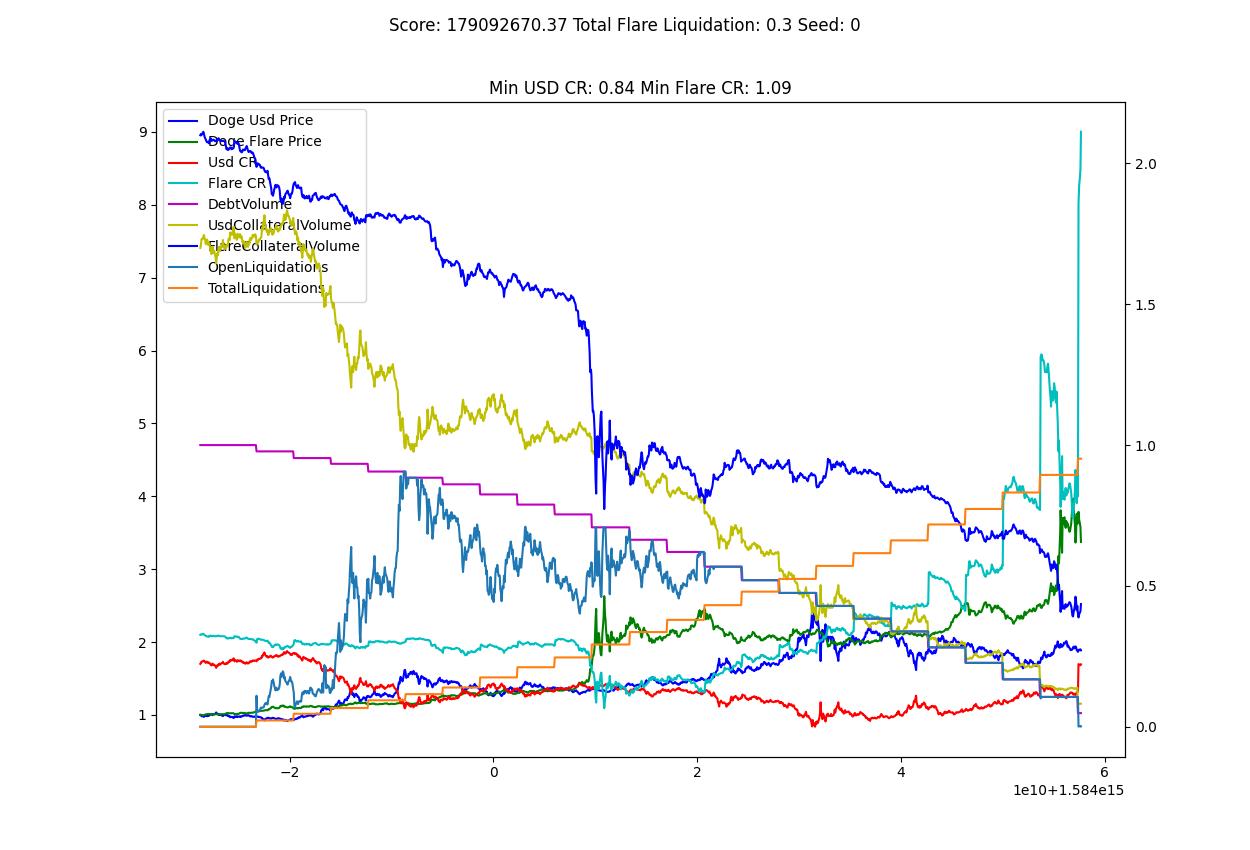 Score: 179092670.37 Total Flare Liquidation: 0.3 Seed: 0
Min USD CR: 0.84 Min Flare CR: 1.09
Doge Usd Price
Doge Flare Price
Usd CR
Flare CR
DebtVolume
UsdCollateralVolume
FlareCollateralVolume
OpenLiquidations
TotalLiquidations
9
8
7
6
5
4
3
2
1
2.0
1.5
1.0
0.5
0.0
−2
0
2
4
6
1e10+1.584e15